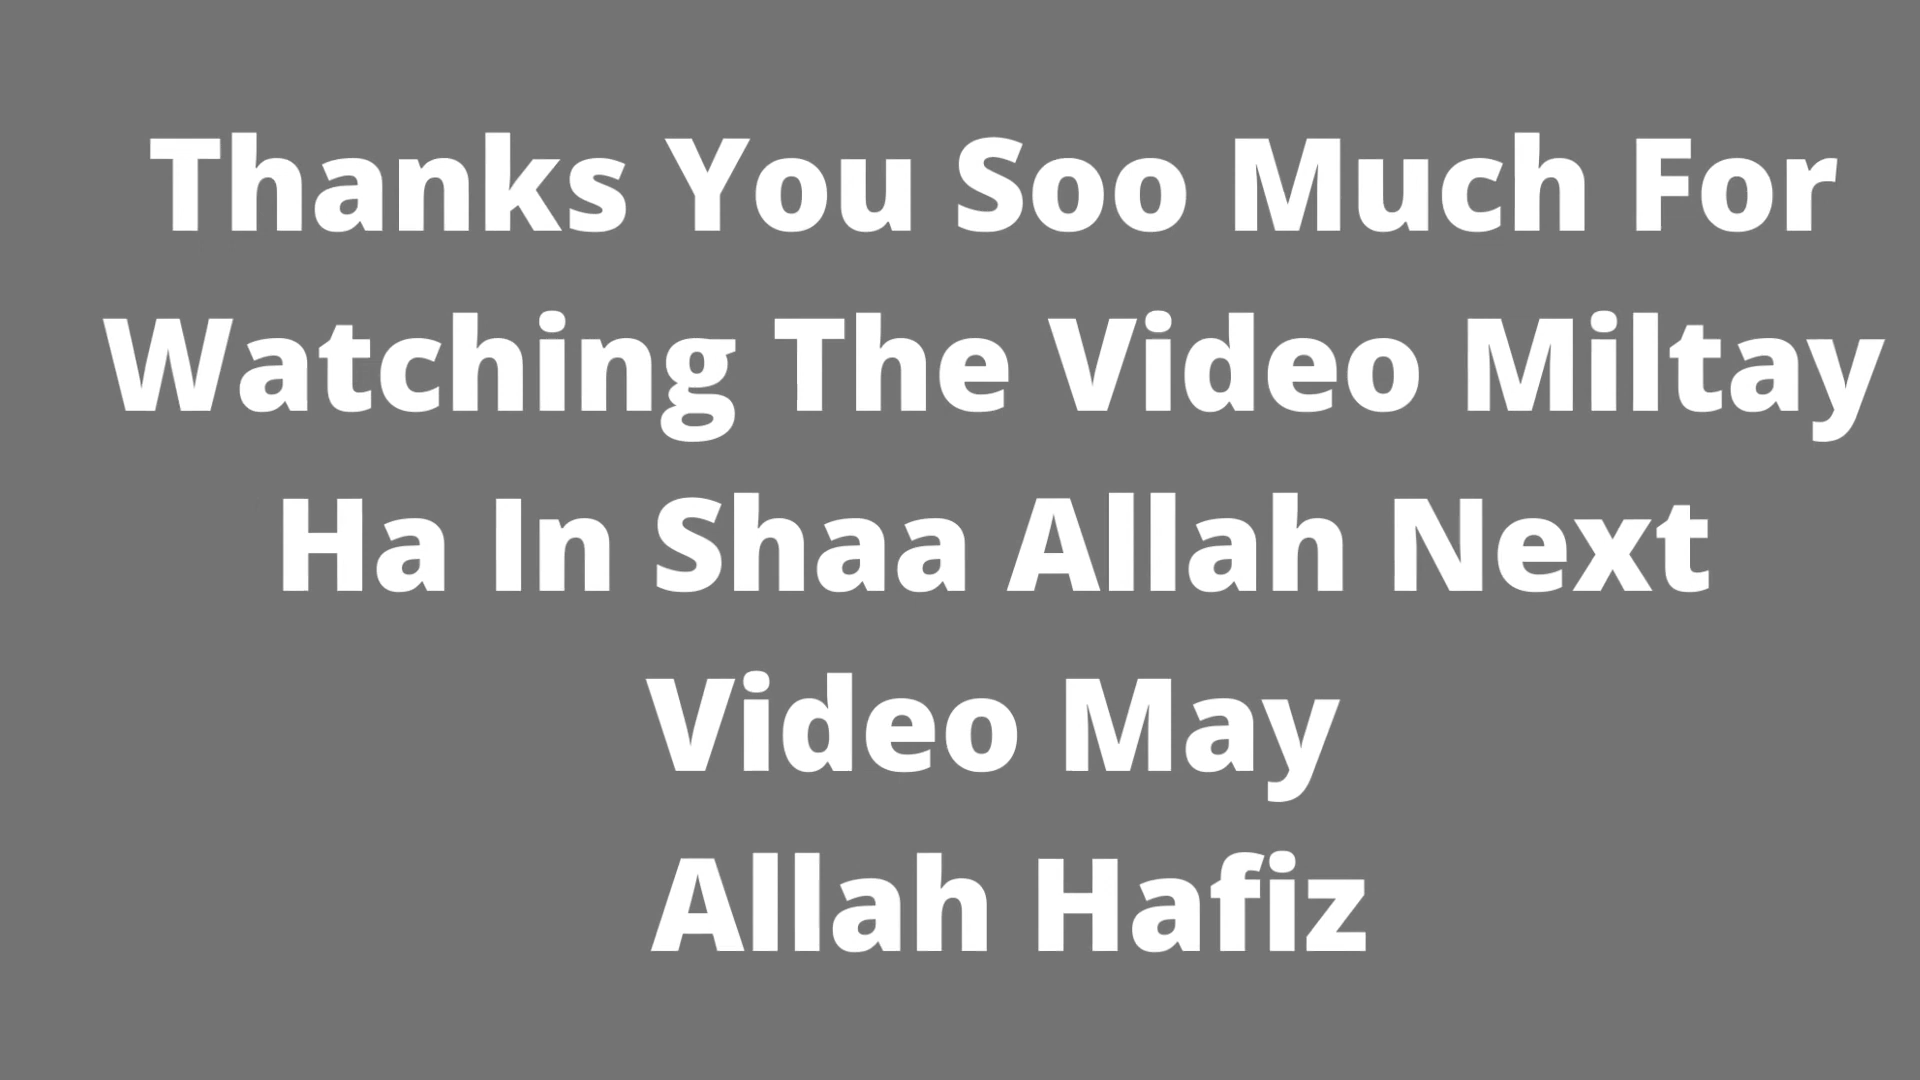 Thanks You Soo Much For
Watching The Video Miltay
Ha In Shaa Allah Next
Video May
Allah Hafiz